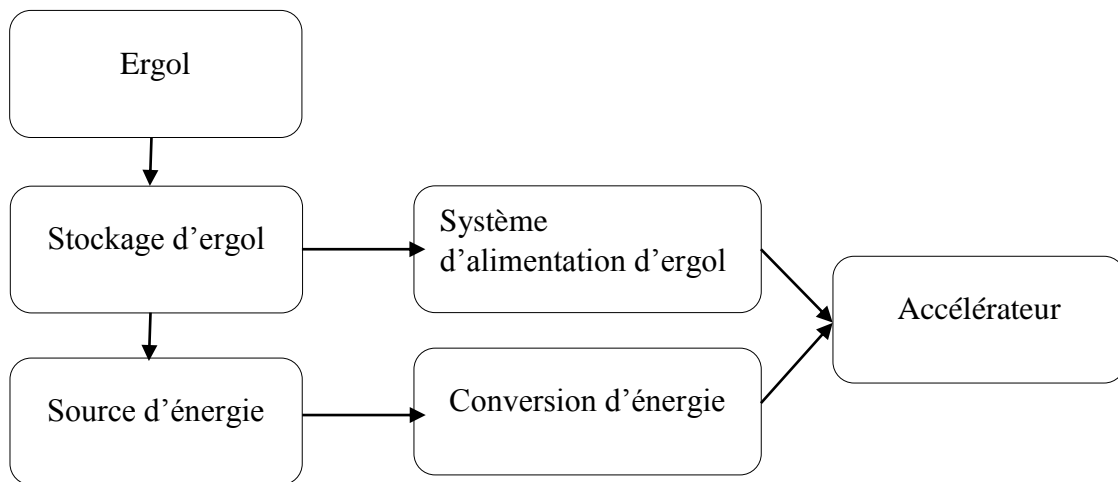 Ergol
Stockage d’ergol
Système
d’alimentation d’ergol
Accélérateur
Source d’énergie
Conversion d’énergie